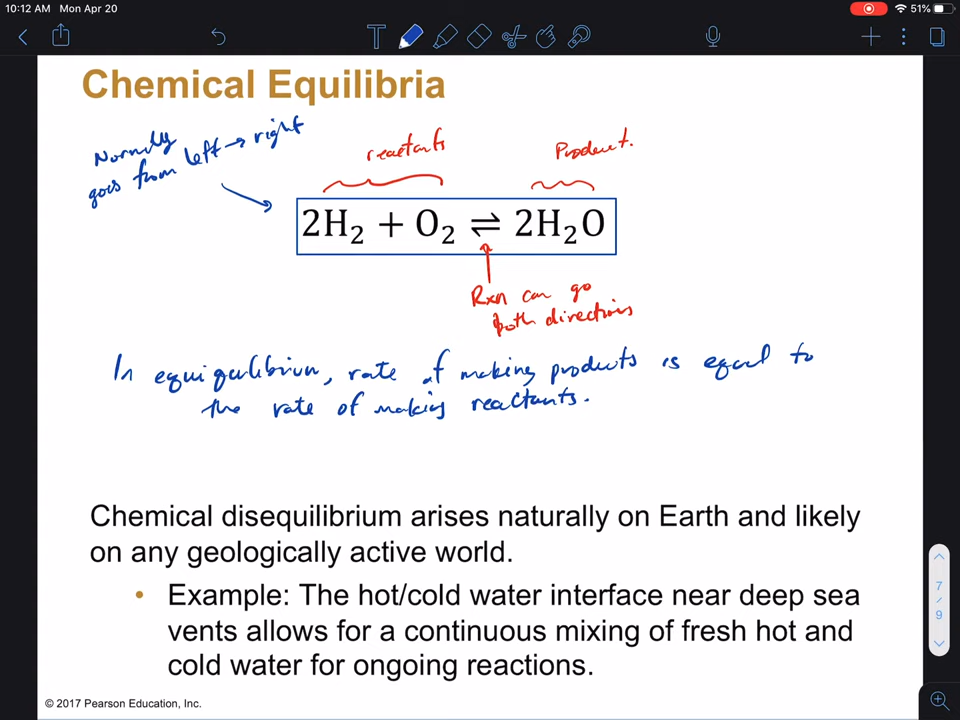 10:12 AM Mon Apr 20
51%
Chemical Equilibria
Normally
goes from left → right
reactants
Product.
2H₂ + O₂ ⇌ 2H₂O
Rxn can go
both directions
In equiqulibrium, rate of making products is equal to
the rate of making reactants.
Chemical disequilibrium arises naturally on Earth and likely
on any geologically active world.
• Example: The hot/cold water interface near deep sea
vents allows for a continuous mixing of fresh hot and
cold water for ongoing reactions.
7
/
9
© 2017 Pearson Education, Inc.